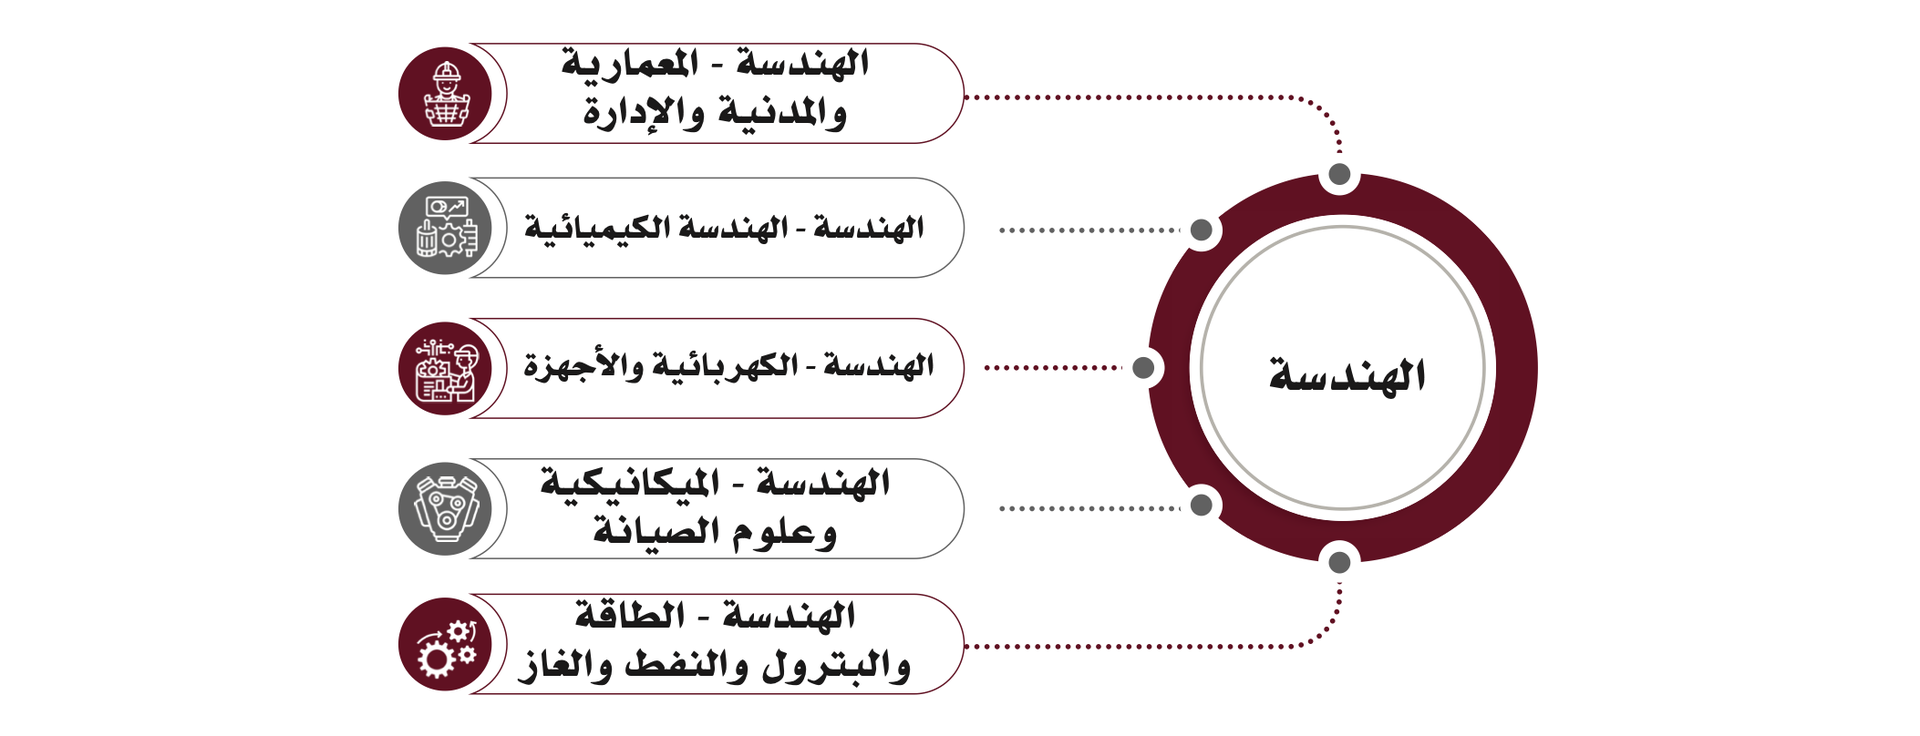 الهندسة
الهندسة - المعمارية
والمدنية والإدارة
الهندسة - الهندسة الكيميائية
الهندسة - الكهربائية والأجهزة
الهندسة - الميكانيكية
وعلوم الصيانة
الهندسة - الطاقة
والبترول والنفط والغاز